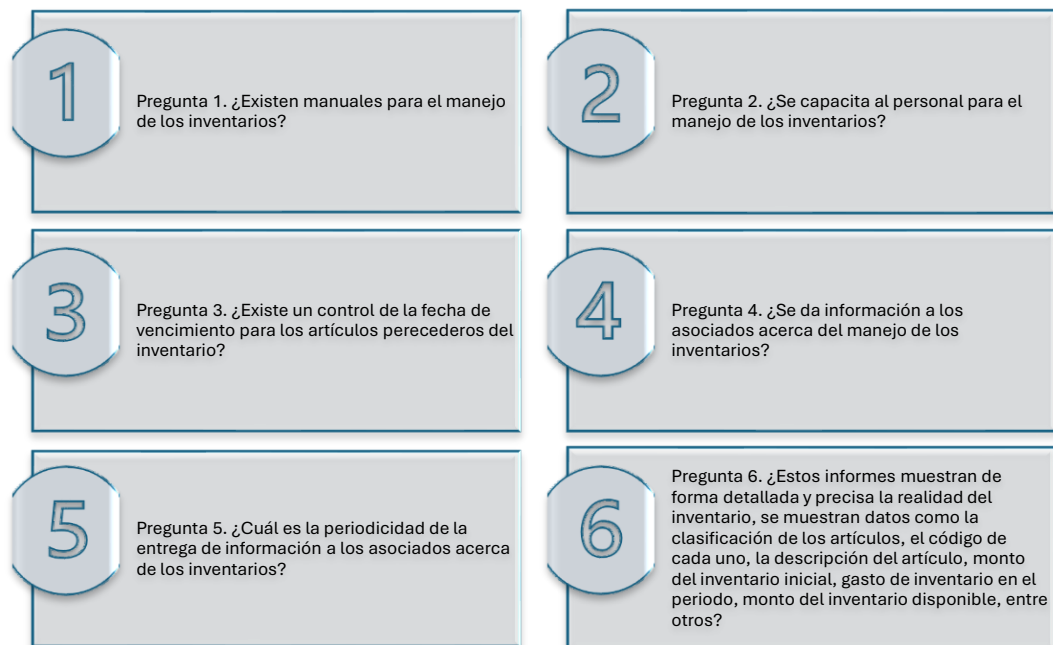 1
Pregunta 1. ¿Existen manuales para el manejo
de los inventarios?
2
Pregunta 2. ¿Se capacita al personal para el
manejo de los inventarios?
3
Pregunta 3. ¿Existe un control de la fecha de
vencimiento para los artículos perecederos del
inventario?
4
Pregunta 4. ¿Se da información a los
asociados acerca del manejo de los
inventarios?
5
Pregunta 5. ¿Cuál es la periodicidad de la
entrega de información a los asociados acerca
de los inventarios?
6
Pregunta 6. ¿Estos informes muestran de
forma detallada y precisa la realidad del
inventario, se muestran datos como la
clasificación de los artículos, el código de
cada uno, la descripción del artículo, monto
del inventario inicial, gasto de inventario en el
periodo, monto del inventario disponible, entre
otros?